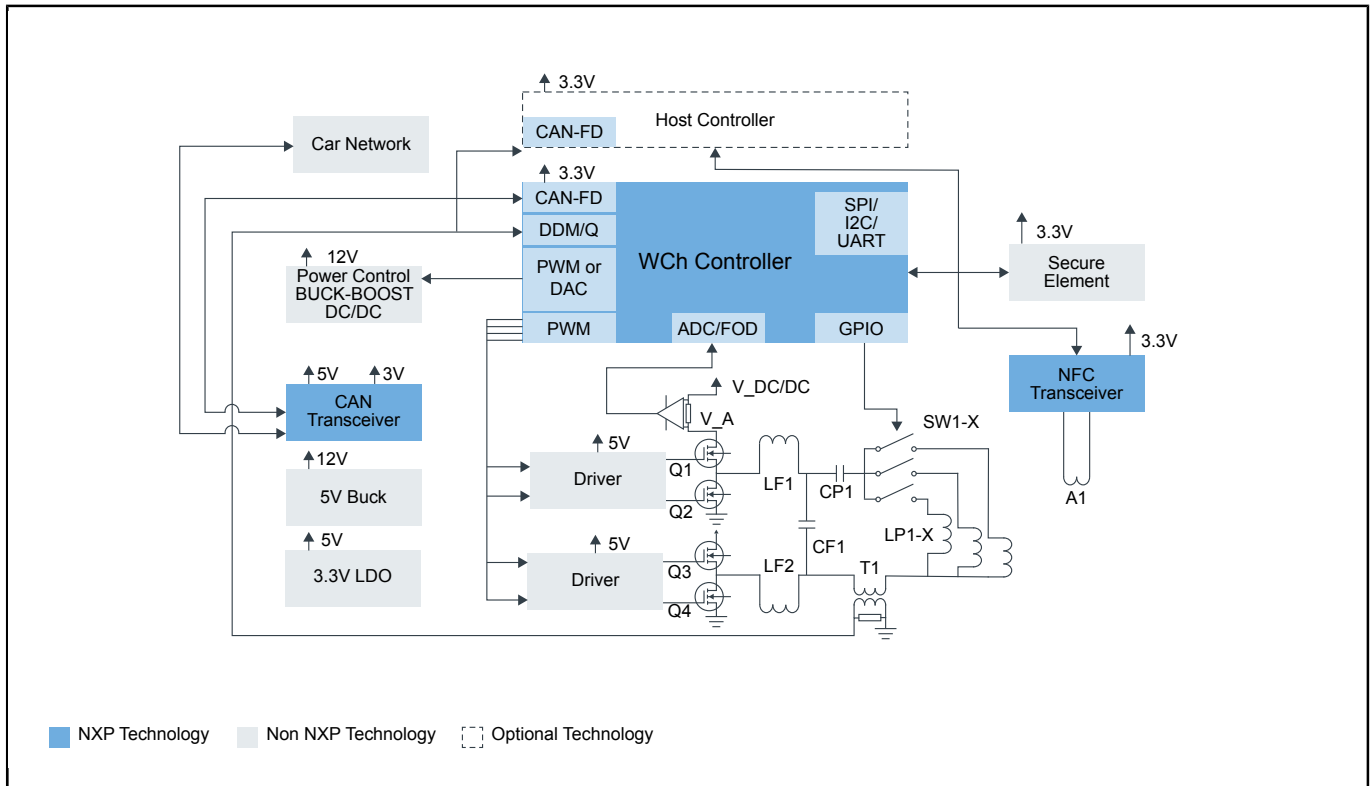 3.3V
Host Controller
CAN-FD
Car Network
3.3V
CAN-FD
SPI/
I2C/
UART
DDM/Q
WCh Controller
3.3V
Secure
Element
12V
Power Control
BUCK-BOOST
DC/DC
PWM or
DAC
PWM
ADC/FOD
GPIO
3.3V
NFC
Transceiver
5V
3V
CAN
Transceiver
V_DC/DC
V_A
SW1-X
12V
5V Buck
5V
Driver
Q1
Q2
LF1
CP1
A1
LP1-X
CF1
5V
3.3V LDO
5V
Driver
Q3
Q4
LF2
T1
NXP Technology
Non NXP Technology
Optional Technology